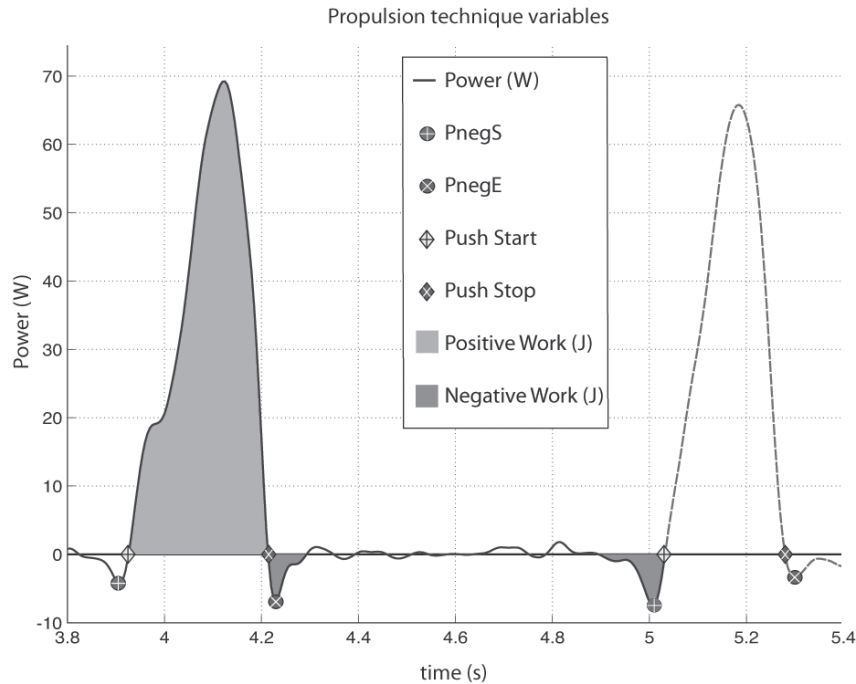 Propulsion technique variables
Power (W)
70
60
50
40
30
20
10
0
-10
Power (W)
PnegS
PnegE
Push Start
Push Stop
Positive Work (J)
Negative Work (J)
3.8 4 4.2 4.4 4.6 4.8 5 5.2 5.4
time (s)